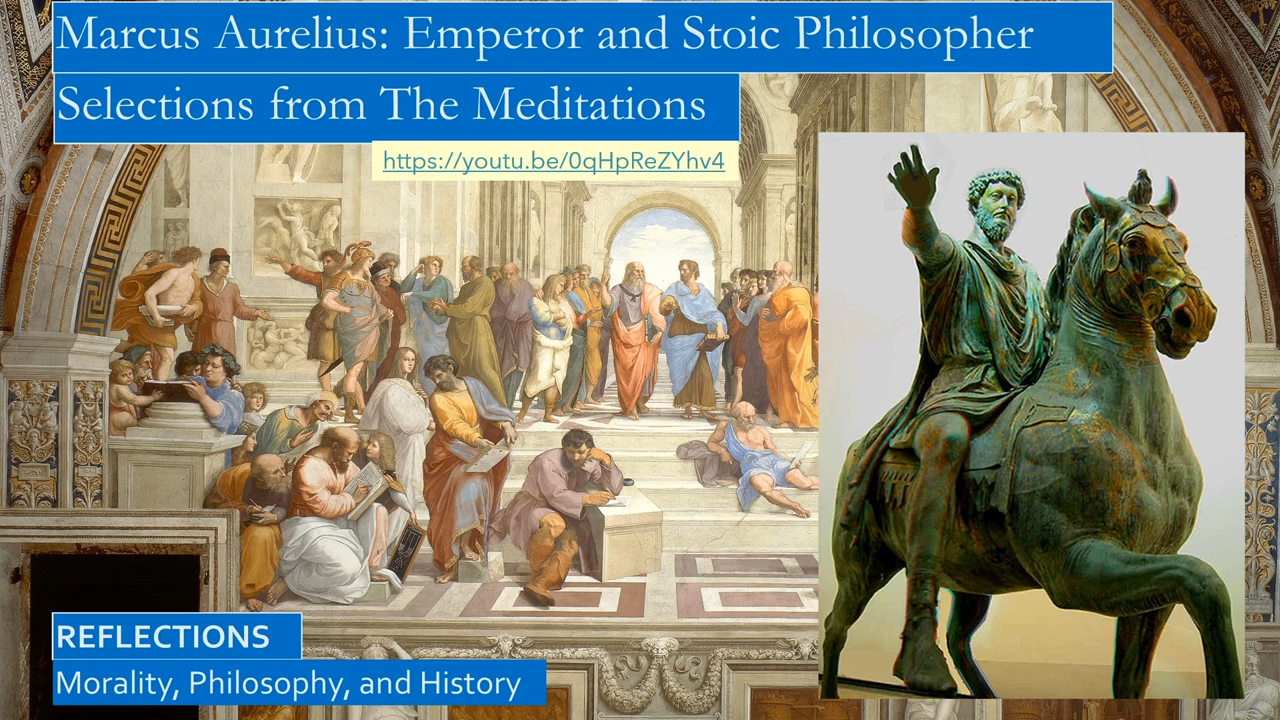 Marcus Aurelius: Emperor and Stoic Philosopher
Selections from The Meditations
https://youtu.be/0qHpReZYhv4
REFLECTIONS
Morality, Philosophy, and History